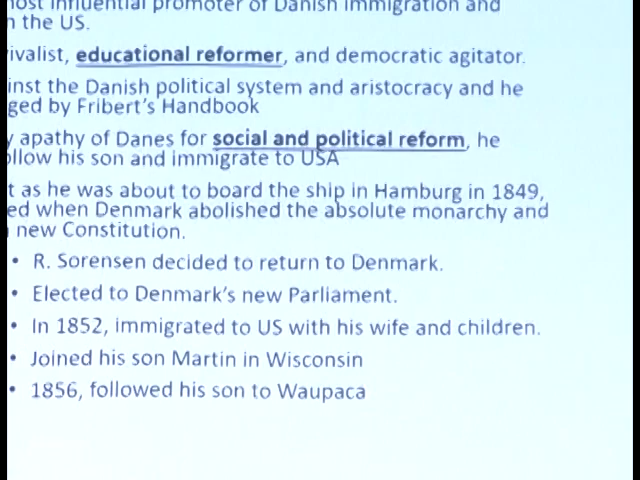 most influential promoter of Danish immigration and
n the US.
ivalist, educational reformer, and democratic agitator.
inst the Danish political system and aristocracy and he
ged by Fribert's Handbook
y apathy of Danes for social and political reform, he
ollow his son and immigrate to USA
t as he was about to board the ship in Hamburg in 1849,
ed when Denmark abolished the absolute monarchy and
new Constitution.
• R. Sorensen decided to return to Denmark.
• Elected to Denmark's new Parliament.
• In 1852, immigrated to US with his wife and children.
• Joined his son Martin in Wisconsin
• 1856, followed his son to Waupaca